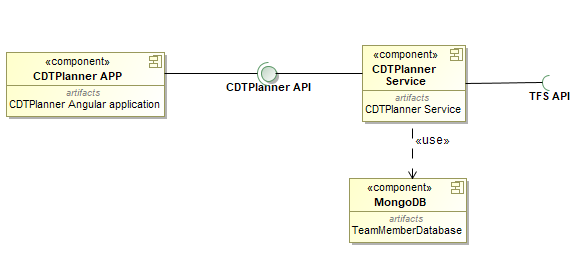 «component»
CDTPlanner APP
artifacts
CDTPlanner Angular application
CDTPlanner API
«component»
CDTPlanner
Service
artifacts
CDTPlanner Service
TFS API
«use»
«component»
MongoDB
artifacts
TeamMemberDatabase